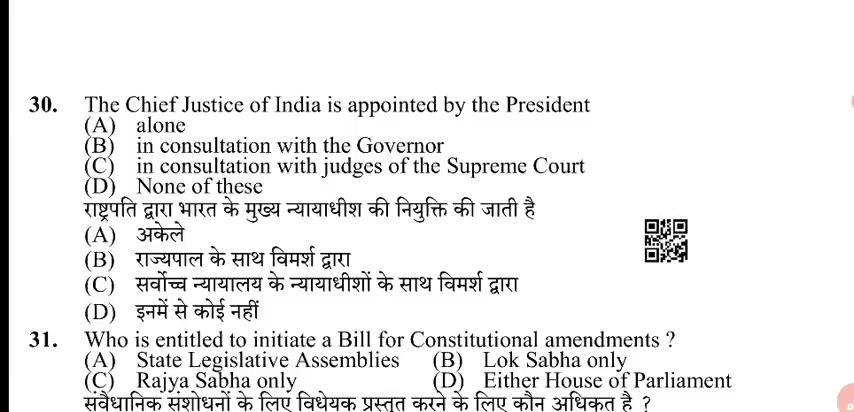 30. The Chief Justice of India is appointed by the President
(A) alone
(B) in consultation with the Governor
(C) in consultation with judges of the Supreme Court
(D) None of these
राष्ट्रपति द्वारा भारत के मुख्य न्यायाधीश की नियुक्ति की जाती है
(A) अकेले
(B) राज्यपाल के साथ विमर्श द्वारा
(C) सर्वोच्च न्यायालय के न्यायाधीशों के साथ विमर्श द्वारा
(D) इनमें से कोई नहीं
31. Who is entitled to initiate a Bill for Constitutional amendments ?
(A) State Legislative Assemblies (B) Lok Sabha only
(C) Rajya Sabha only (D) Either House of Parliament
संवैधानिक संशोधनों के लिए विधेयक प्रस्तुत करने के लिए कौन अधिकृत है ?